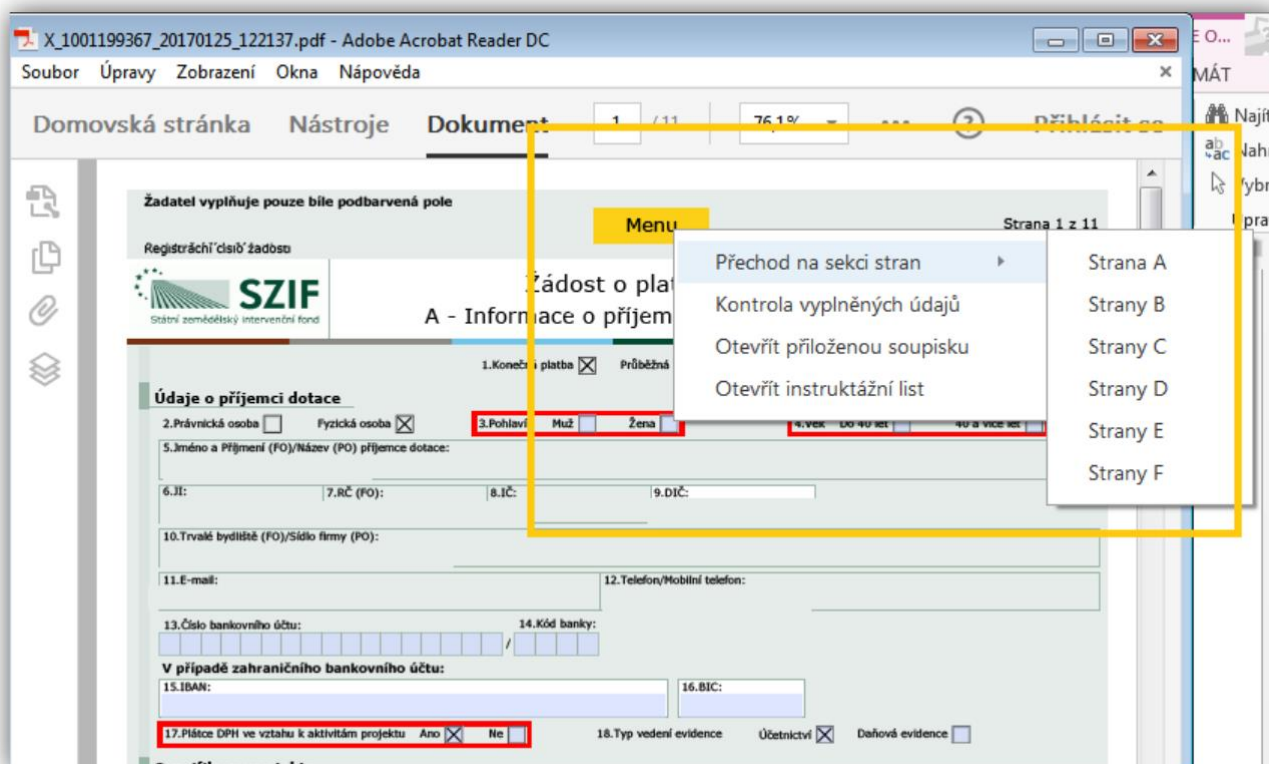 X_1001199367_20170125_122137.pdf - Adobe Acrobat Reader DC
E O...
Soubor Úpravy Zobrazení Okna Nápověda
MÁT
Domovská stránka Nástroje Dokument 1 / 11 76,1% ••• ? Přihlásit se
Najít
Nahr
Vybr
Upra
Žadatel vyplňuje pouze bíle podbarvená pole
Menu
Strana 1 z 11
Registrační číslo žádosti
SZIF
Státní zemědělský intervenční fond
Žádost o plat
A - Informace o příjem
Přechod na sekci stran
Kontrola vyplněných údajů
Otevřít přiloženou soupisku
Otevřít instruktážní list
Strana A
Strany B
Strany C
Strany D
Strany E
Strany F
1.Konečná platba Průběžná
Údaje o příjemci dotace
2.Právnická osoba Fyzická osoba 3.Pohlaví Muž Žena 4.Věk Do 40 let 40 a více let
5.Jméno a Příjmení (FO)/Název (PO) příjemce dotace:
6.JI: 7.RČ (FO): 8.IČ: 9.DIČ:
10.Trvalé bydliště (FO)/Sídlo firmy (PO):
11.E-mail: 12.Telefon/Mobilní telefon:
13.Číslo bankovního účtu: 14.Kód banky:
/
V případě zahraničního bankovního účtu:
15.IBAN: 16.BIC:
17.Plátce DPH ve vztahu k aktivitám projektu Ano Ne 18.Typ vedení evidence Účetnictví Daňová evidence